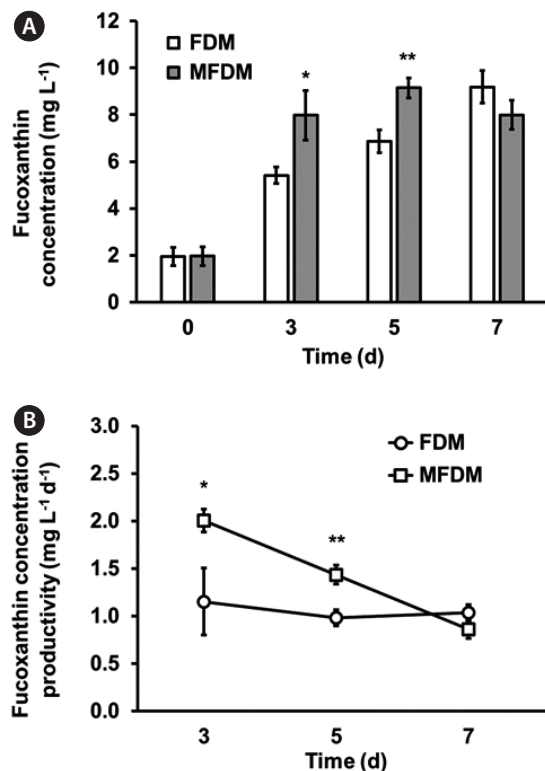 A
FDM
MFDM
*
**
Fucoxanthin
concentration (mg L⁻¹)
12
10
8
6
4
2
0
0 3 5 7
Time (d)
B
FDM
MFDM
*
**
Fucoxanthin concentration
productivity (mg L⁻¹ d⁻¹)
3.0
2.5
2.0
1.5
1.0
0.5
0.0
3 5 7
Time (d)